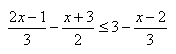 (2x−1)/3 − (x+3)/2 ≤ 3 − (x−2)/3